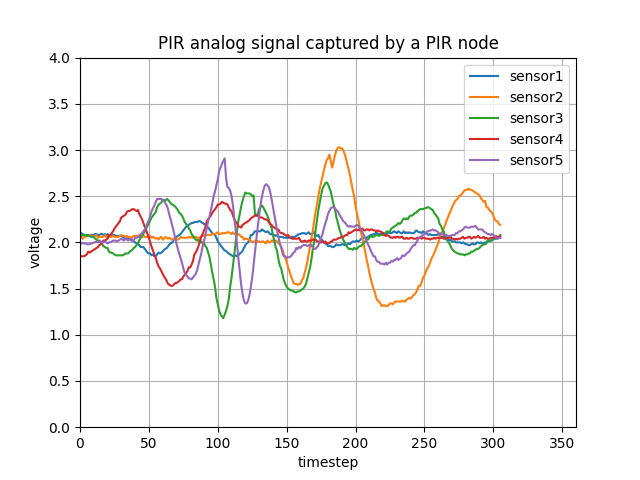 PIR analog signal captured by a PIR node
4.0
3.5
3.0
2.5
2.0
1.5
1.0
0.5
0.0
voltage
sensor1
sensor2
sensor3
sensor4
sensor5
0 50 100 150 200 250 300 350
timestep